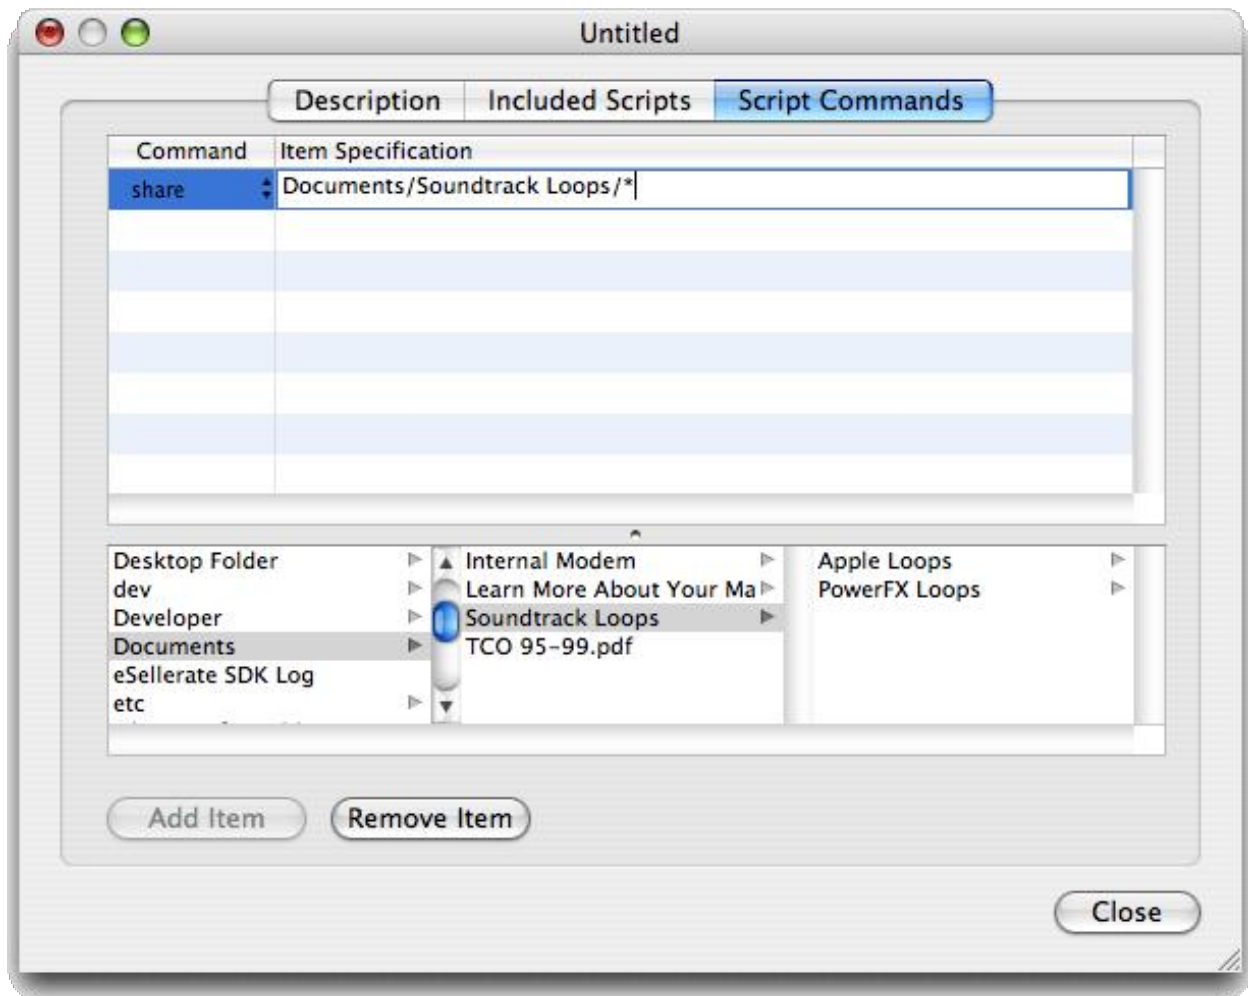 Untitled
Description Included Scripts Script Commands
Command Item Specification
share Documents/Soundtrack Loops/*
Desktop Folder Internal Modem Apple Loops
dev Learn More About Your Ma PowerFX Loops
Developer Soundtrack Loops
Documents TCO 95-99.pdf
eSellerate SDK Log
etc
Add Item Remove Item
Close